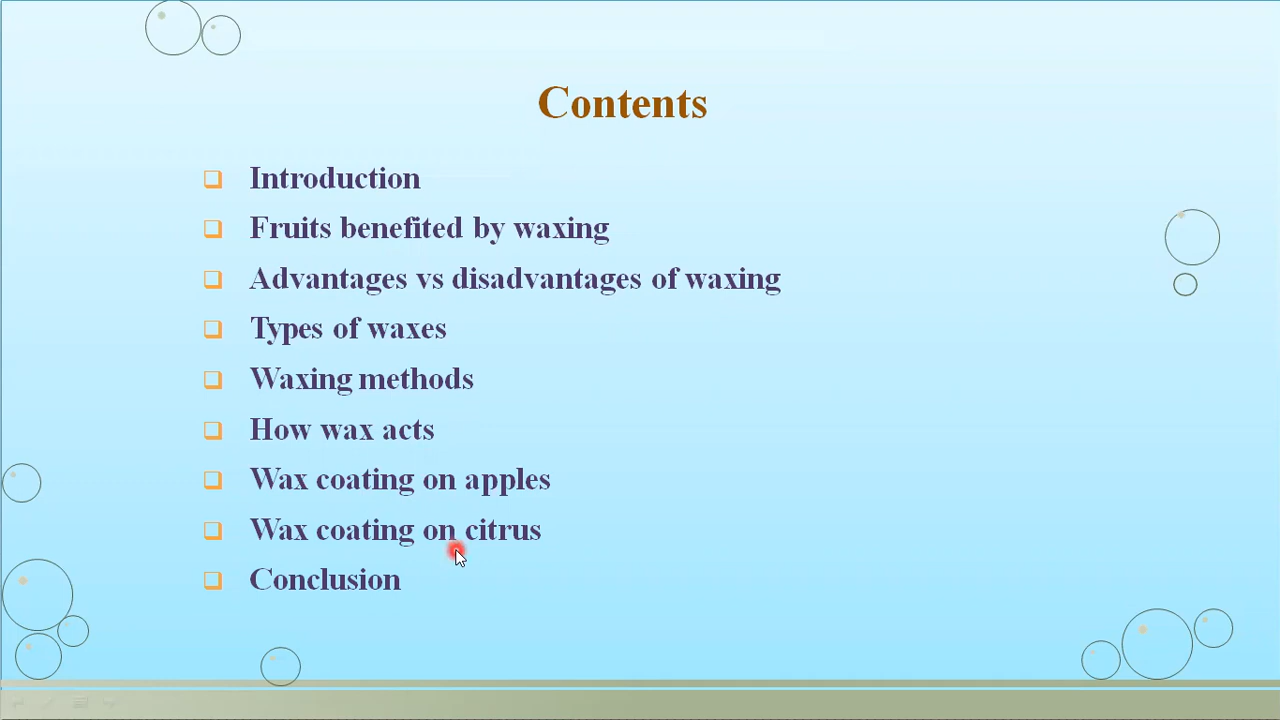 Contents
Introduction
Fruits benefited by waxing
Advantages vs disadvantages of waxing
Types of waxes
Waxing methods
How wax acts
Wax coating on apples
Wax coating on citrus
Conclusion